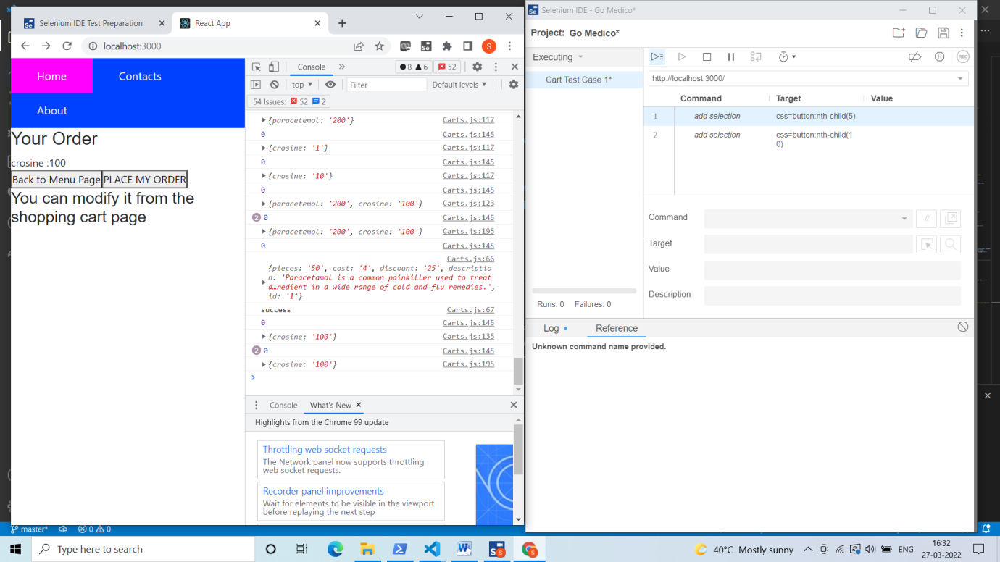 Selenium IDE Test Preparation
React App
localhost:3000
S
Home
Contacts
About
Your Order
crosine :100
Back to Menu Page
PLACE MY ORDER
You can modify it from the
shopping cart page
Console
8
6
52
top
Filter
Default levels
54 Issues:
52
2
{paracetemol: '200'}
Carts.js:117
0
Carts.js:145
{crosine: '1'}
Carts.js:117
0
Carts.js:145
{crosine: '10'}
Carts.js:117
0
Carts.js:145
{paracetemol: '200', crosine: '100'}
Carts.js:123
2
0
Carts.js:145
{paracetemol: '200', crosine: '100'}
Carts.js:195
0
Carts.js:145
Carts.js:66
{pieces: '50', cost: '4', discount: '25', descriptio
n: 'Paracetamol is a common painkiller used to treat
a…redient in a wide range of cold and flu remedies.',
id: '1'}
success
Carts.js:67
0
Carts.js:145
{crosine: '100'}
Carts.js:135
2
0
Carts.js:145
{crosine: '100'}
Carts.js:195
Console
What's New
Highlights from the Chrome 99 update
Throttling web socket requests
The Network panel now supports throttling
web socket requests.
Recorder panel improvements
Wait for elements to be visible in the viewport
before replaying the next step
Se
Selenium IDE - Go Medico*
Project:
Go Medico*
Executing
REC
Cart Test Case 1*
http://localhost:3000/
Command
Target
Value
1
add selection
css=button:nth-child(5)
2
add selection
css=button:nth-child(1
0)
Command
//
Target
Value
Description
Runs: 0
Failures: 0
Log
Reference
Unknown command name provided.
master*
0
0
Type here to search
40°C
Mostly sunny
ENG
16:32
27-03-2022